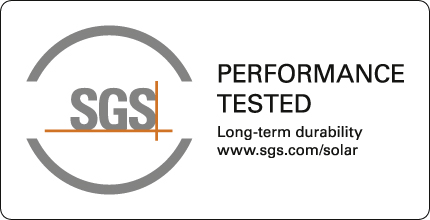 SGS
PERFORMANCE
TESTED
Long-term durability
www.sgs.com/solar